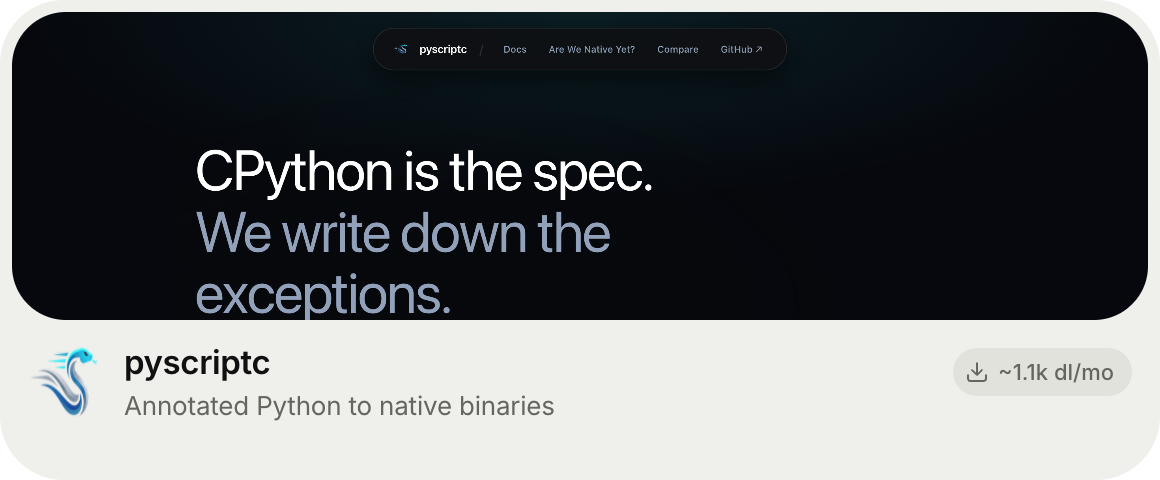 pyscriptc / Docs Are We Native Yet? Compare GitHub ↗
CPython is the spec.
We write down the
exceptions.
pyscriptc
~1.1k dl/mo
Annotated Python to native binaries